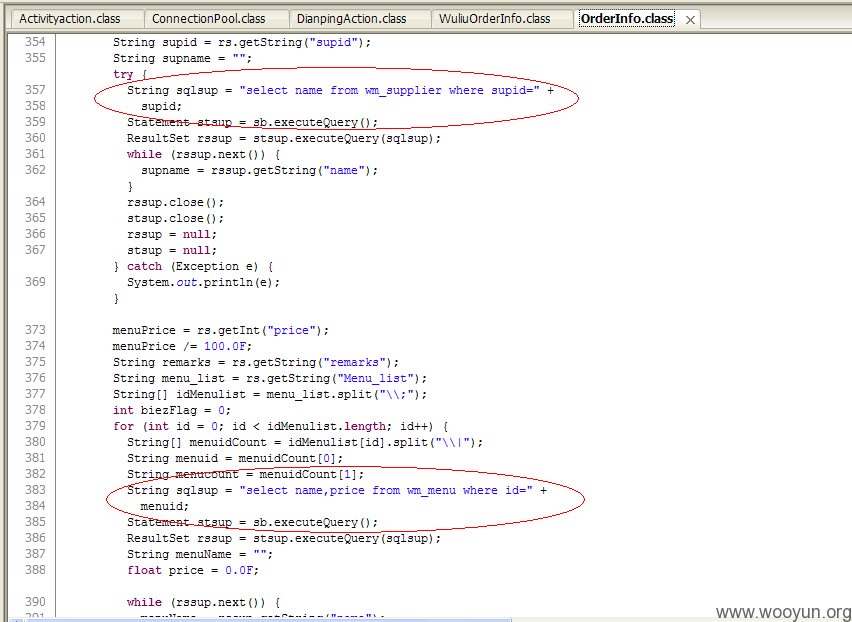 Activityaction.class ConnectionPool.class DianpingAction.class WuliuOrderInfo.class OrderInfo.class
354 String supid = rs.getString("supid");
355 String supname = "";
try {
357 String sqlsup = "select name from wm_supplier where supid=" +
358 supid;
359 Statement stsup = sb.executeQuery();
360 ResultSet rssup = stsup.executeQuery(sqlsup);
361 while (rssup.next()) {
362 supname = rssup.getString("name");
}
364 rssup.close();
365 stsup.close();
366 rssup = null;
367 stsup = null;
} catch (Exception e) {
369 System.out.println(e);
}
373 menuPrice = rs.getInt("price");
374 menuPrice /= 100.0F;
375 String remarks = rs.getString("remarks");
376 String menu_list = rs.getString("Menu_list");
377 String[] idMenulist = menu_list.split("\\;");
378 int biezFlag = 0;
379 for (int id = 0; id < idMenulist.length; id++) {
380 String[] menuidCount = idMenulist[id].split("\\|");
381 String menuid = menuidCount[0];
382 String menucount = menuidCount[1];
383 String sqlsup = "select name,price from wm_menu where id=" +
384 menuid;
385 Statement stsup = sb.executeQuery();
386 ResultSet rssup = stsup.executeQuery(sqlsup);
387 String menuName = "";
388 float price = 0.0F;
390 while (rssup.next()) {
www.wooyun.org